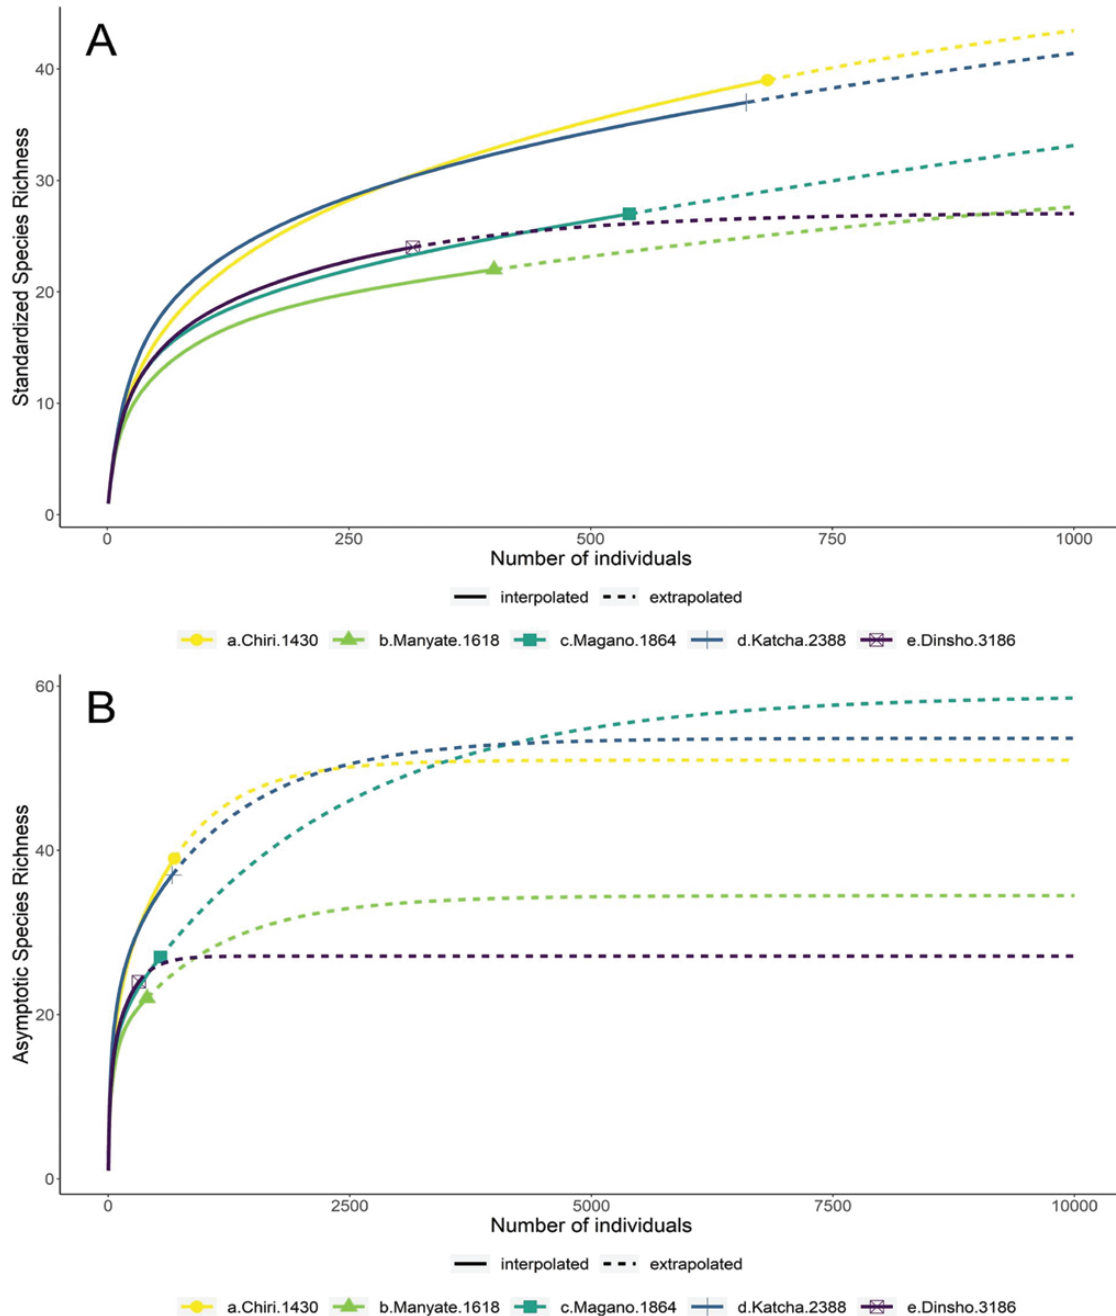 A
Standardized Species Richness
40
30
20
10
0
0 250 500 750 1000
Number of individuals
interpolated extrapolated
a.Chiri.1430 b.Manyate.1618 c.Magano.1864 d.Katcha.2388 e.Dinsho.3186
B
Asymptotic Species Richness
60
40
20
0
0 2500 5000 7500 10000
Number of individuals
interpolated extrapolated
a.Chiri.1430 b.Manyate.1618 c.Magano.1864 d.Katcha.2388 e.Dinsho.3186